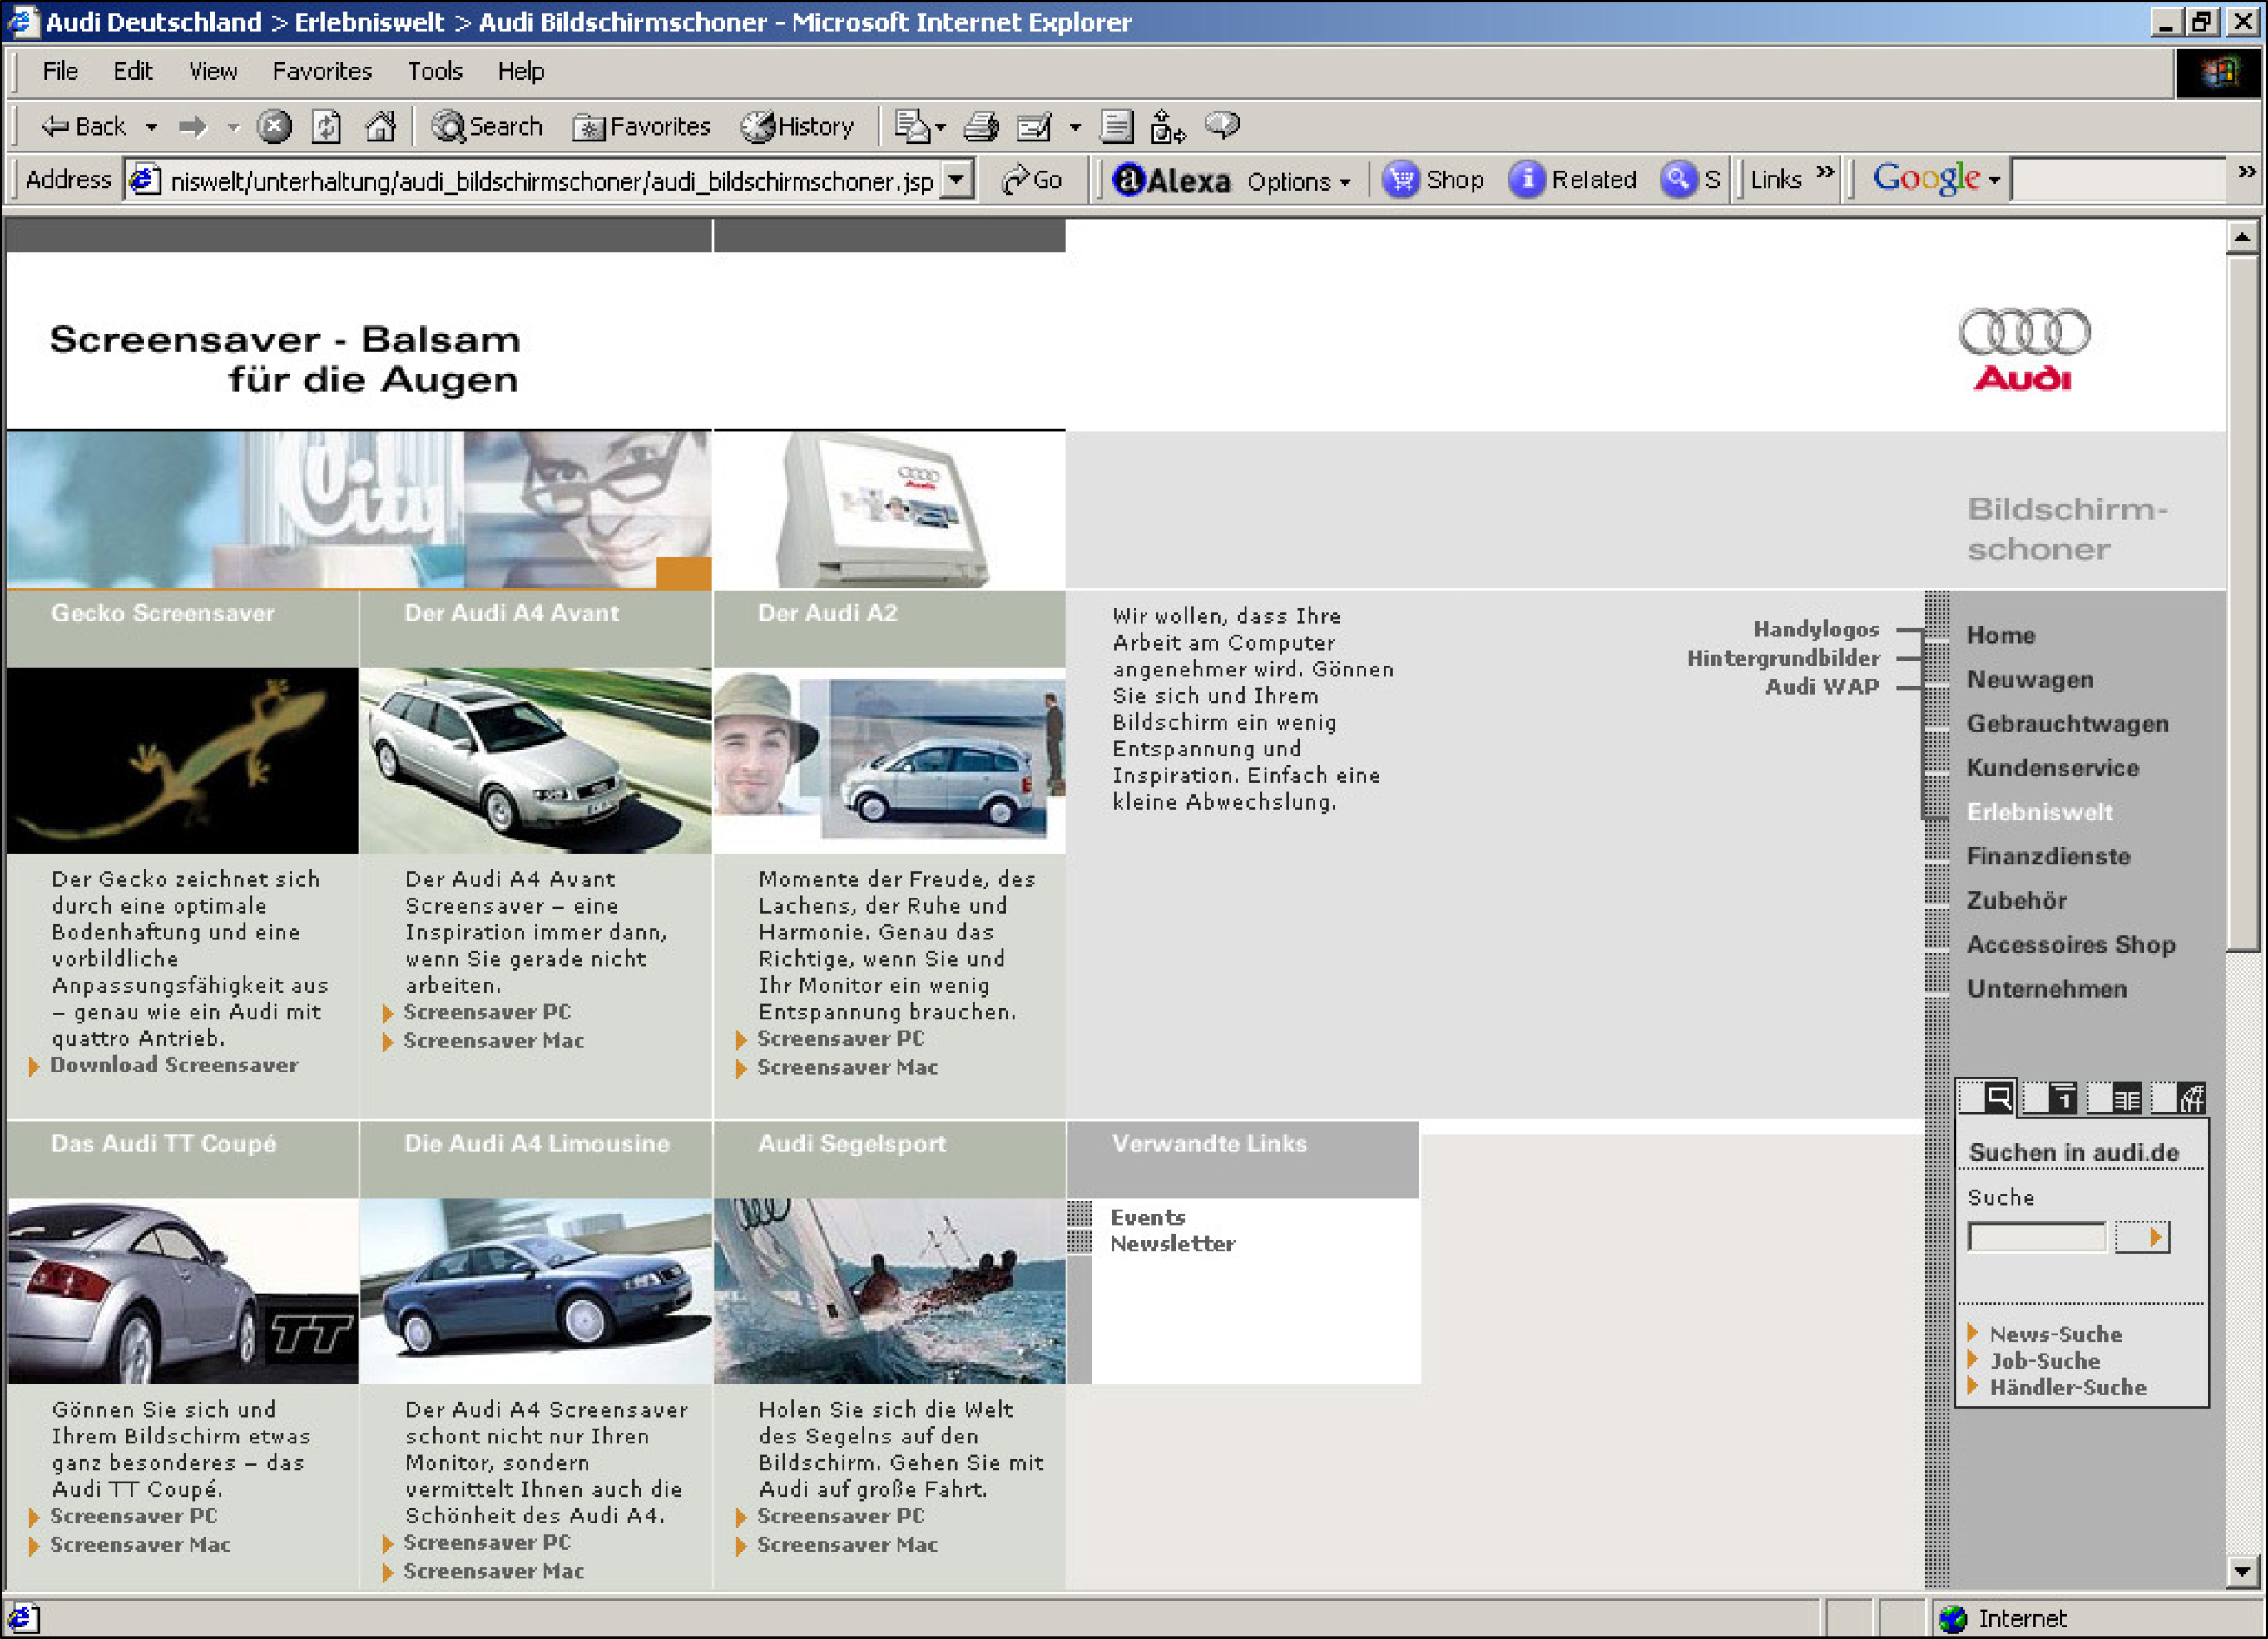 Audi Deutschland > Erlebniswelt > Audi Bildschirmschoner - Microsoft Internet Explorer
File Edit View Favorites Tools Help
Back Search Favorites History
Address niswelt/unterhaltung/audi_bildschirmschoner/audi_bildschirmschoner.jsp Go Alexa Options Shop Related S Links » Google »
Screensaver - Balsam
für die Augen
Audi
City
Audi
Bildschirm-
schoner
Gecko Screensaver
Der Gecko zeichnet sich
durch eine optimale
Bodenhaftung und eine
vorbildliche
Anpassungsfähigkeit aus
– genau wie ein Audi mit
quattro Antrieb.
Download Screensaver
Der Audi A4 Avant
Der Audi A4 Avant
Screensaver – eine
Inspiration immer dann,
wenn Sie gerade nicht
arbeiten.
Screensaver PC
Screensaver Mac
Der Audi A2
Momente der Freude, des
Lachens, der Ruhe und
Harmonie. Genau das
Richtige, wenn Sie und
Ihr Monitor ein wenig
Entspannung brauchen.
Screensaver PC
Screensaver Mac
Wir wollen, dass Ihre
Arbeit am Computer
angenehmer wird. Gönnen
Sie sich und Ihrem
Bildschirm ein wenig
Entspannung und
Inspiration. Einfach eine
kleine Abwechslung.
Handylogos
Hintergrundbilder
Audi WAP
Home
Neuwagen
Gebrauchtwagen
Kundenservice
Erlebniswelt
Finanzdienste
Zubehör
Accessoires Shop
Unternehmen
Das Audi TT Coupé
TT
Gönnen Sie sich und
Ihrem Bildschirm etwas
ganz besonderes – das
Audi TT Coupé.
Screensaver PC
Screensaver Mac
Die Audi A4 Limousine
Der Audi A4 Screensaver
schont nicht nur Ihren
Monitor, sondern
vermittelt Ihnen auch die
Schönheit des Audi A4.
Screensaver PC
Screensaver Mac
Audi Segelsport
Holen Sie sich die Welt
des Segelns auf den
Bildschirm. Gehen Sie mit
Audi auf große Fahrt.
Screensaver PC
Screensaver Mac
Verwandte Links
Events
Newsletter
1
Suchen in audi.de
Suche
News-Suche
Job-Suche
Händler-Suche
Internet